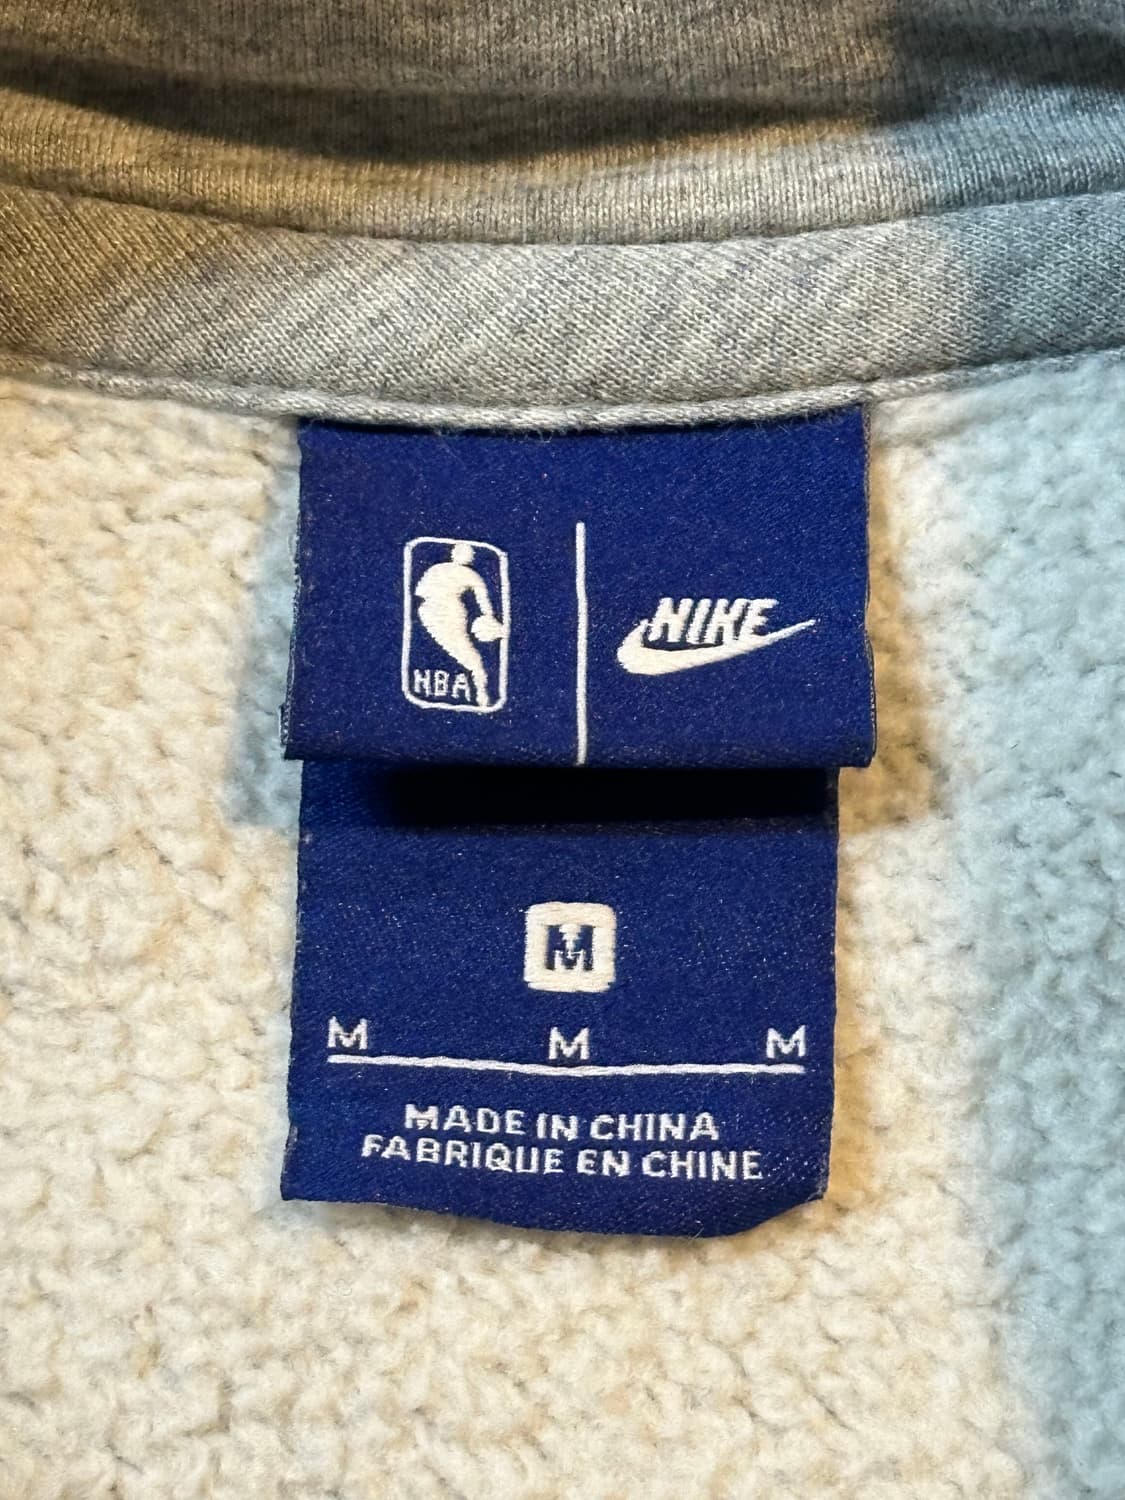 NBA NIKE
M
M M M
MADE IN CHINA
FABRIQUE EN CHINE